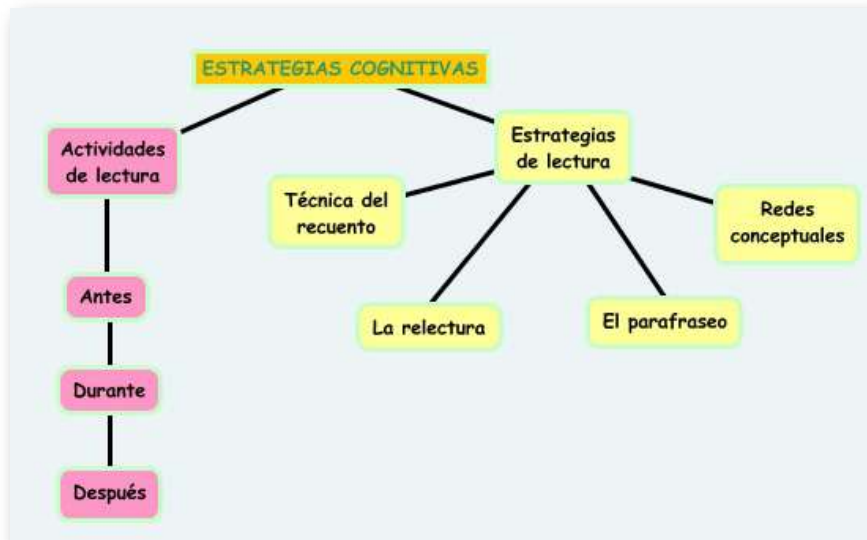 ESTRATEGIAS COGNITIVAS
Actividades
de lectura
Antes
Durante
Después
Estrategias
de lectura
Técnica del
recuento
La relectura
El parafraseo
Redes
conceptuales